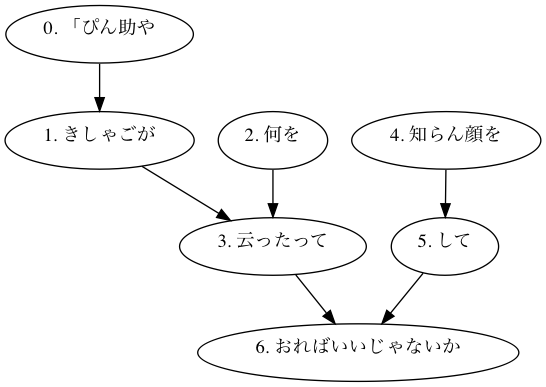 0. 「ぴん助や
1. きしゃごが
2. 何を
4. 知らん顔を
3. 云ったって
5. して
6. おればいいじゃないか